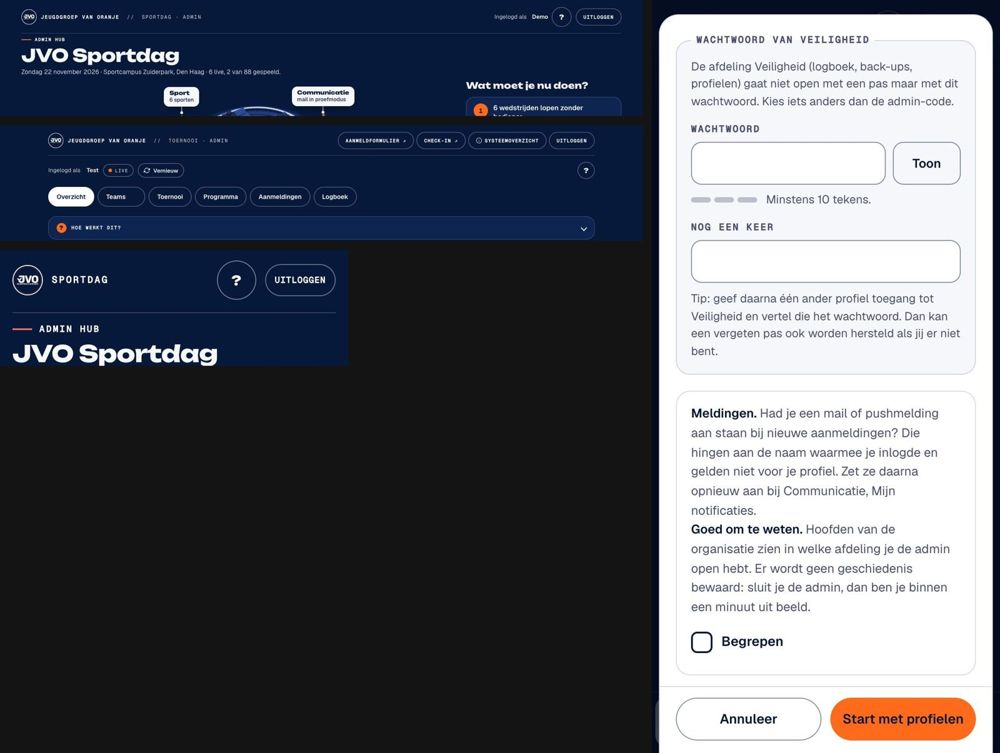 JVO JEUGDGROEP VAN ORANJE // SPORTDAG · ADMIN
Ingelogd als Demo ? UITLOGGEN
ADMIN HUB
JVO Sportdag
Zondag 22 november 2026 · Sportcampus Zuiderpark, Den Haag · 6 live, 2 van 88 gespeeld.
Sport
6 sporten
Communicatie
mail in proefmodus
Wat moet je nu doen?
1 6 wedstrijden lopen zonder
JVO JEUGDGROEP VAN ORANJE // TOERNOOI · ADMIN
AANMELDFORMULIER ↗ CHECK-IN ↗ SYSTEEMOVERZICHT UITLOGGEN
Ingelogd als Test LIVE Vernieuw ?
Overzicht Teams Toernooi Programma Aanmeldingen Logboek
? HOE WERKT DIT?
JVO SPORTDAG ? UITLOGGEN
ADMIN HUB
JVO Sportdag
WACHTWOORD VAN VEILIGHEID
De afdeling Veiligheid (logboek, back-ups,
profielen) gaat niet open met een pas maar met dit
wachtwoord. Kies iets anders dan de admin-code.
WACHTWOORD
Toon
Minstens 10 tekens.
NOG EEN KEER
Tip: geef daarna één ander profiel toegang tot
Veiligheid en vertel die het wachtwoord. Dan kan
een vergeten pas ook worden hersteld als jij er niet
bent.
Meldingen. Had je een mail of pushmelding
aan staan bij nieuwe aanmeldingen? Die
hingen aan de naam waarmee je inlogde en
gelden niet voor je profiel. Zet ze daarna
opnieuw aan bij Communicatie, Mijn
notificaties.
Goed om te weten. Hoofden van de
organisatie zien in welke afdeling je de admin
open hebt. Er wordt geen geschiedenis
bewaard: sluit je de admin, dan ben je binnen
een minuut uit beeld.
Begrepen
Annuleer
Start met profielen